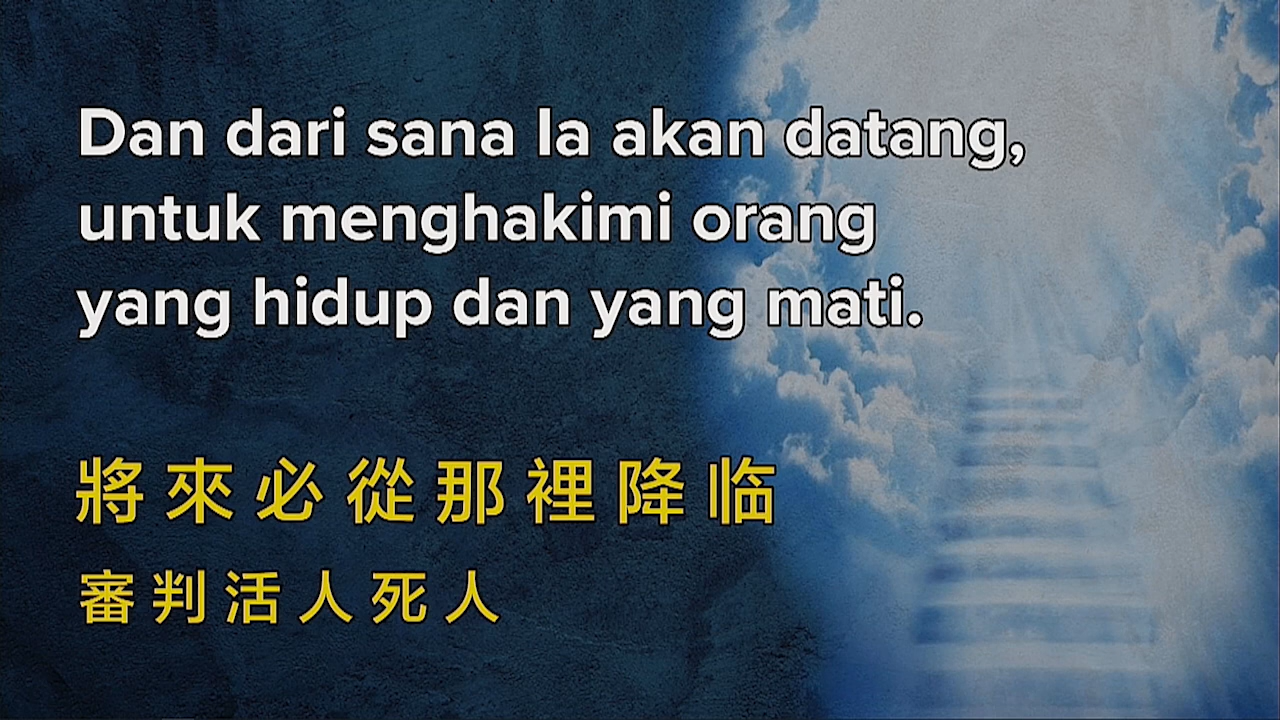 Dan dari sana Ia akan datang,
untuk menghakimi orang
yang hidup dan yang mati.
將來必從那裡降临
審判活人死人